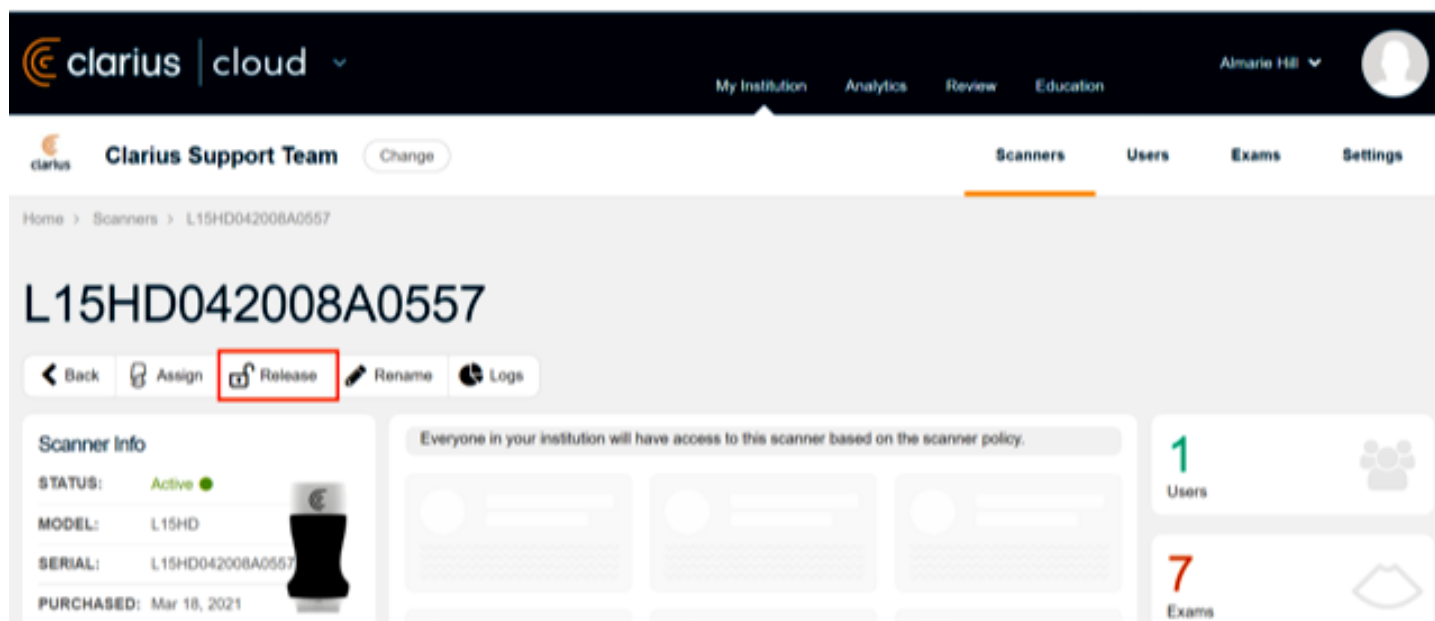 clarius cloud
My Institution Analytics Review Education
Almarie Hill
clarius
Clarius Support Team Change
Scanners Users Exams Settings
Home > Scanners > L15HD042008A0557
L15HD042008A0557
Back Assign Release Rename Logs
Scanner Info
STATUS: Active
MODEL: L15HD
SERIAL: L15HD042008A0557
PURCHASED: Mar 18, 2021
Everyone in your institution will have access to this scanner based on the scanner policy.
1
Users
7
Exams